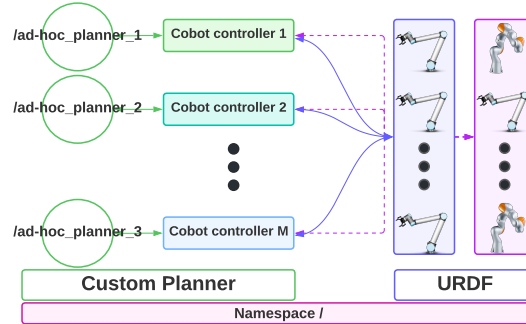 /ad-hoc_planner_1
Cobot controller 1
/ad-hoc_planner_2
Cobot controller 2
/ad-hoc_planner_3
Cobot controller M
Custom Planner
URDF
Namespace /